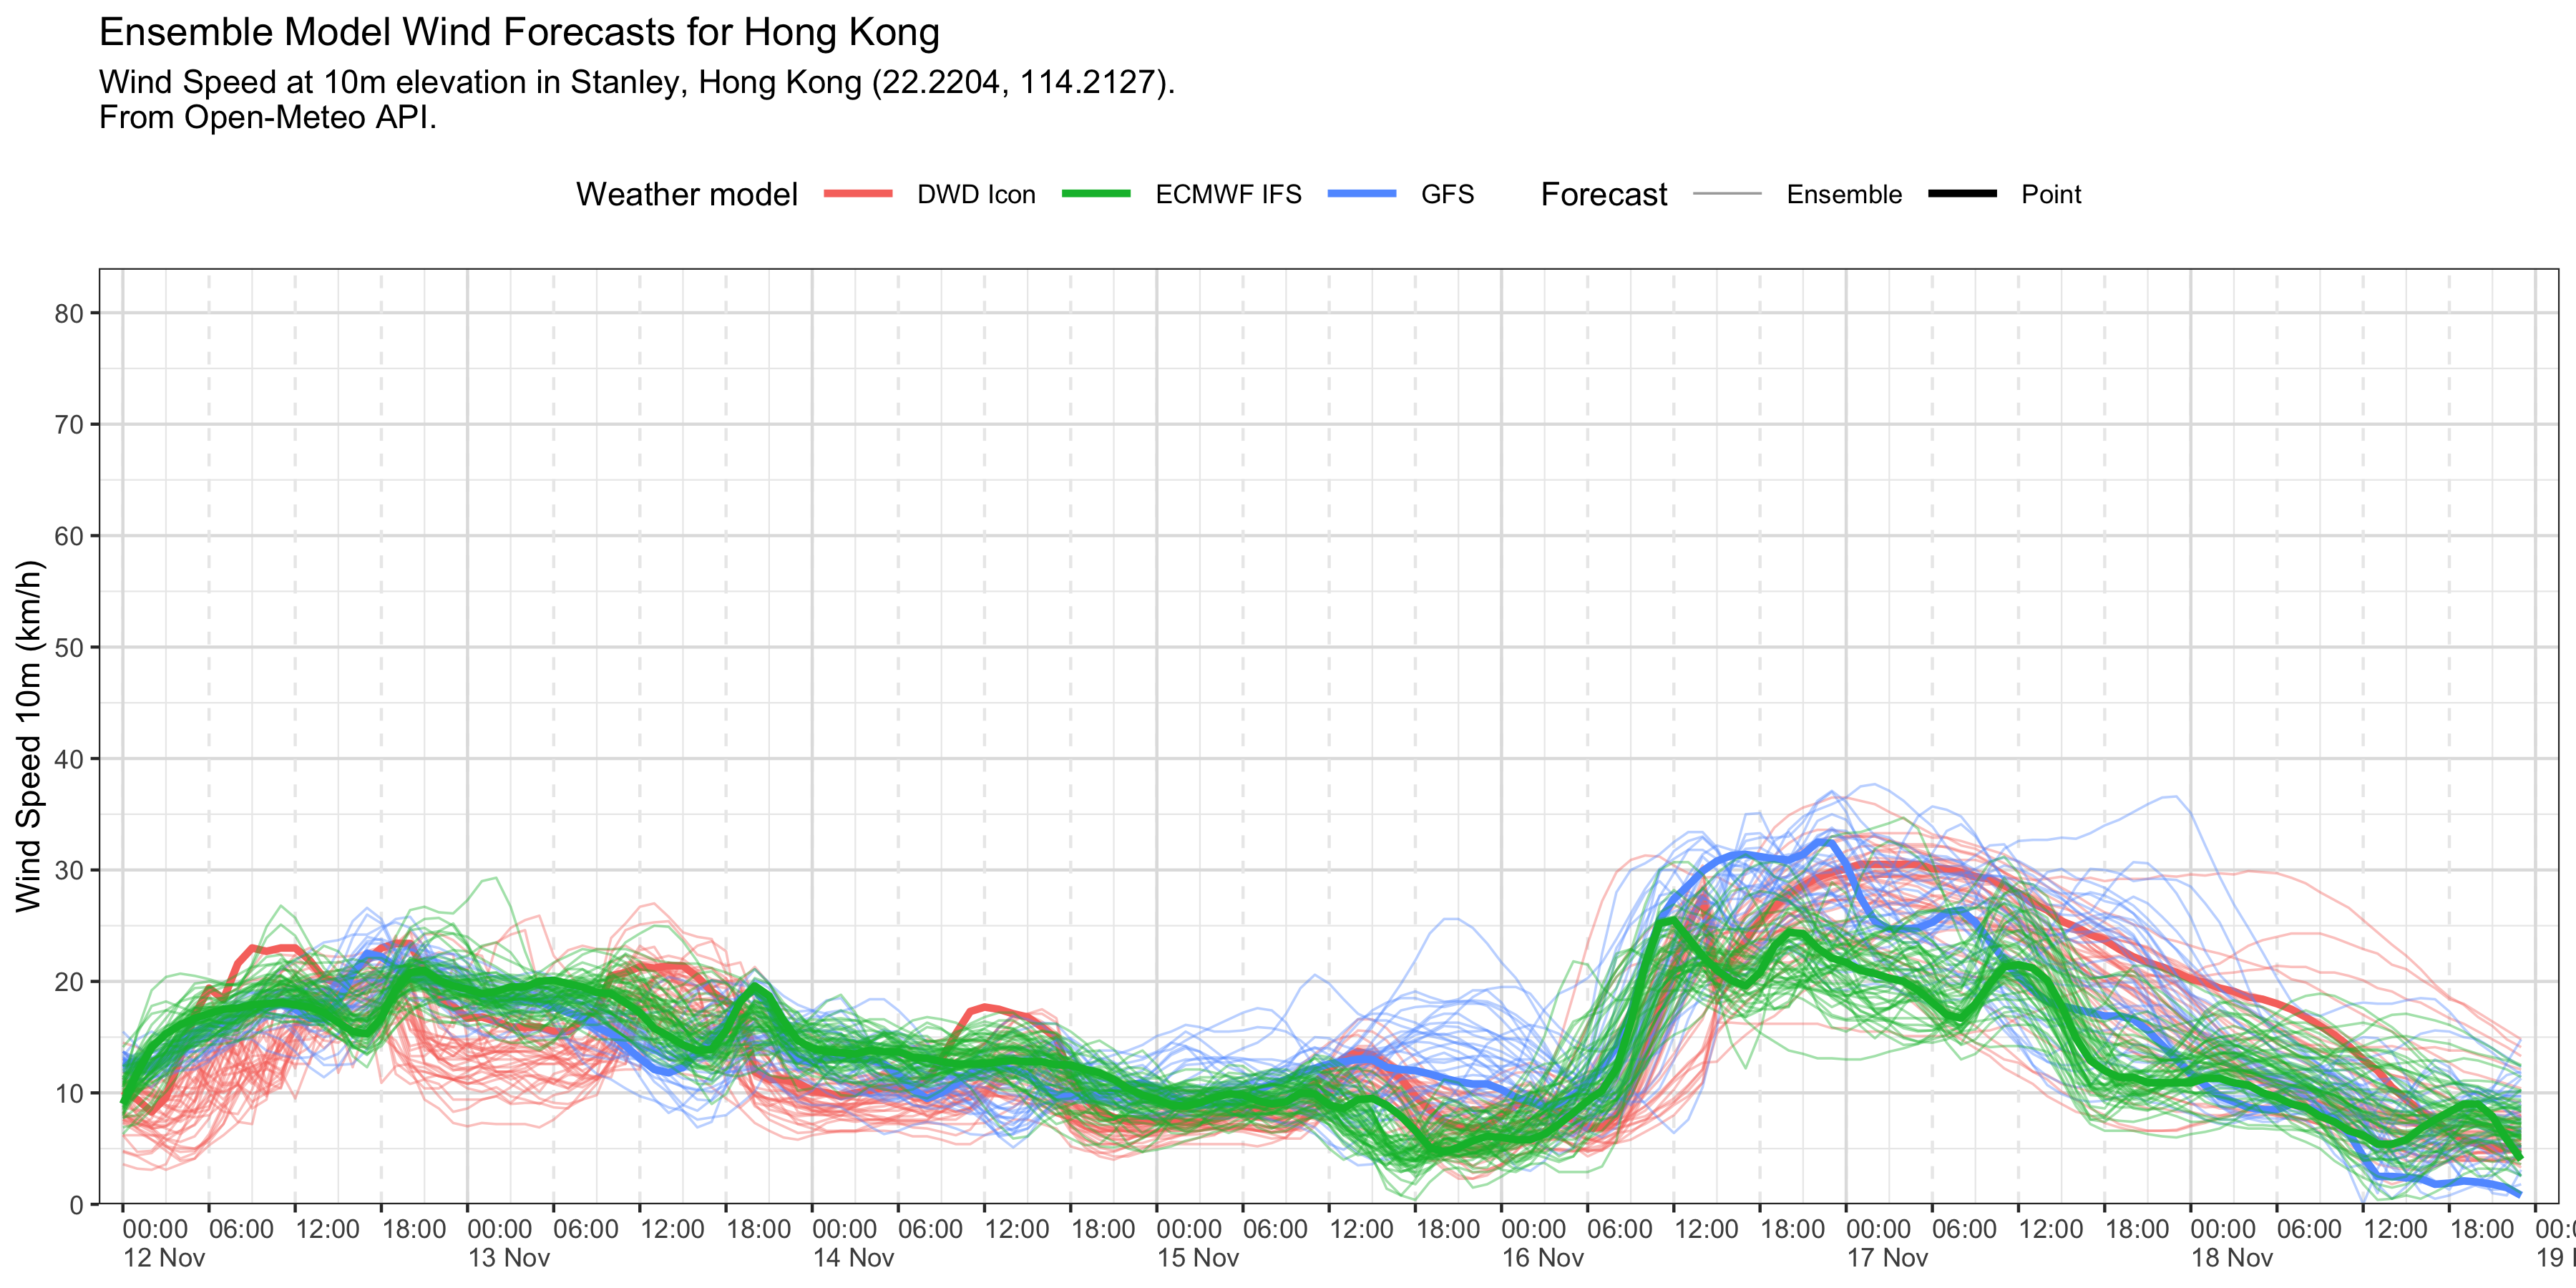 Ensemble Model Wind Forecasts for Hong Kong
Wind Speed at 10m elevation in Stanley, Hong Kong (22.2204, 114.2127).
From Open-Meteo API.
Weather model DWD Icon ECMWF IFS GFS Forecast Ensemble Point
Wind Speed 10m (km/h)
80
70
60
50
40
30
20
10
0
00:00 06:00 12:00 18:00 00:00 06:00 12:00 18:00 00:00 06:00 12:00 18:00 00:00 06:00 12:00 18:00 00:00 06:00 12:00 18:00 00:00 06:00 12:00 18:00 00:00 06:00 12:00 18:00
12 Nov 13 Nov 14 Nov 15 Nov 16 Nov 17 Nov 18 Nov 19